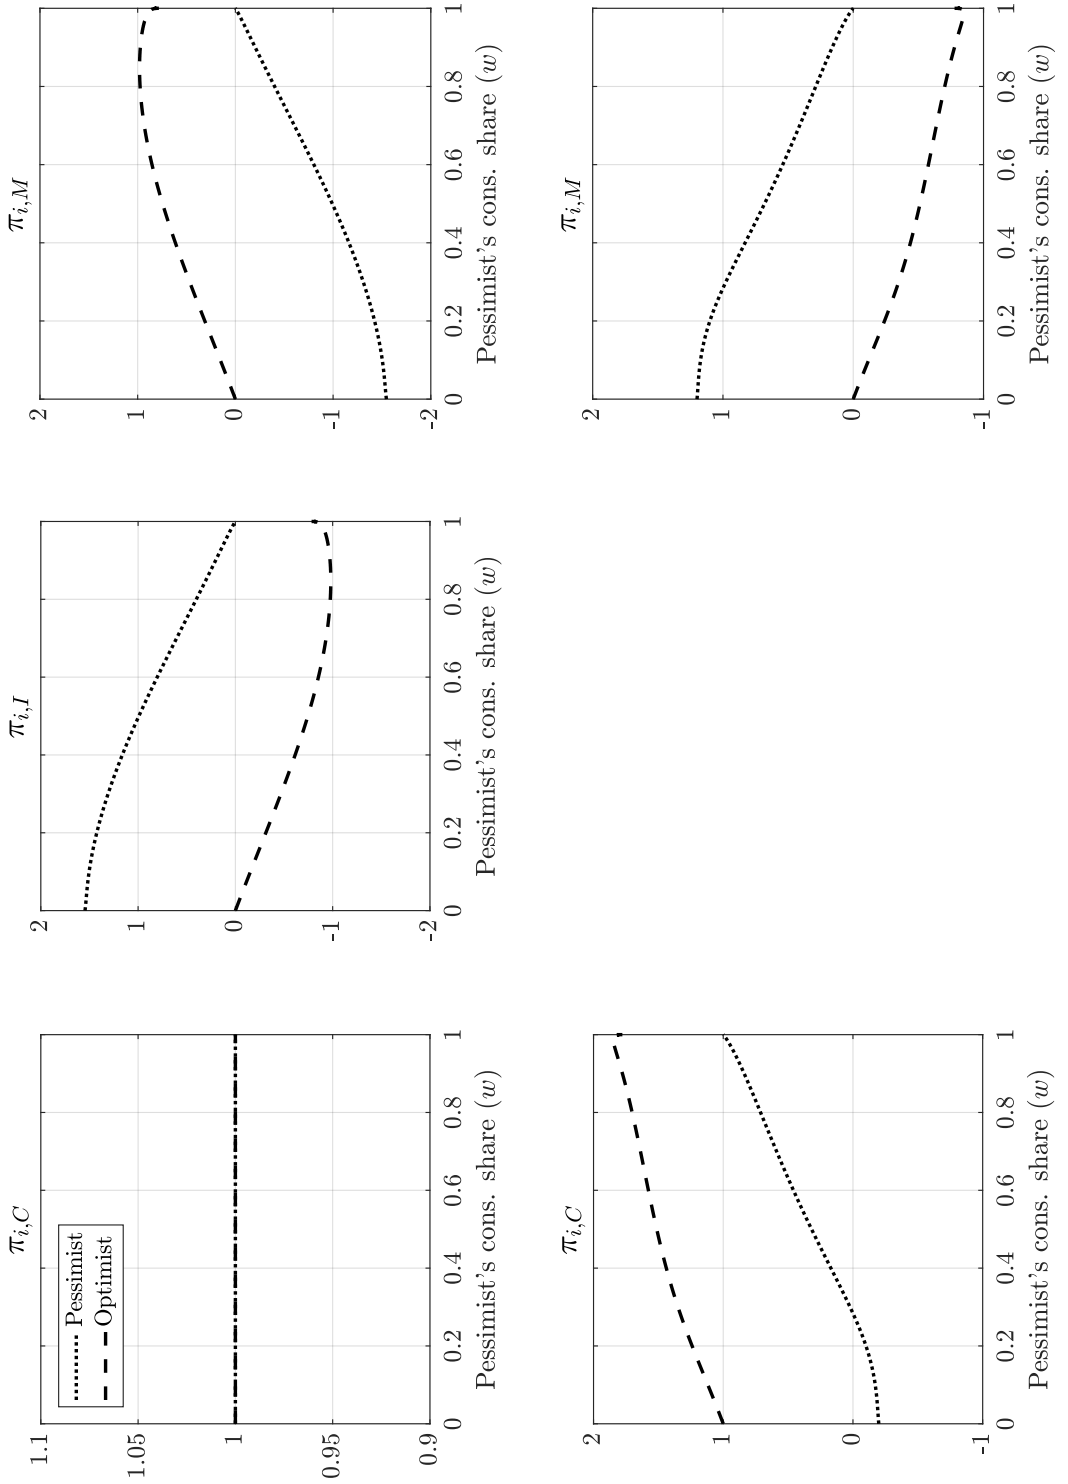 π_{i,C}
1.1
1.05
1
0.95
0.9
Pessimist
Optimist
0 0.2 0.4 0.6 0.8 1
Pessimist's cons. share (w)
π_{i,I}
2
1
0
-1
-2
0 0.2 0.4 0.6 0.8 1
Pessimist's cons. share (w)
π_{i,M}
2
1
0
-1
-2
0 0.2 0.4 0.6 0.8 1
Pessimist's cons. share (w)
π_{i,C}
2
1
0
-1
0 0.2 0.4 0.6 0.8 1
Pessimist's cons. share (w)
π_{i,M}
2
1
0
-1
0 0.2 0.4 0.6 0.8 1
Pessimist's cons. share (w)